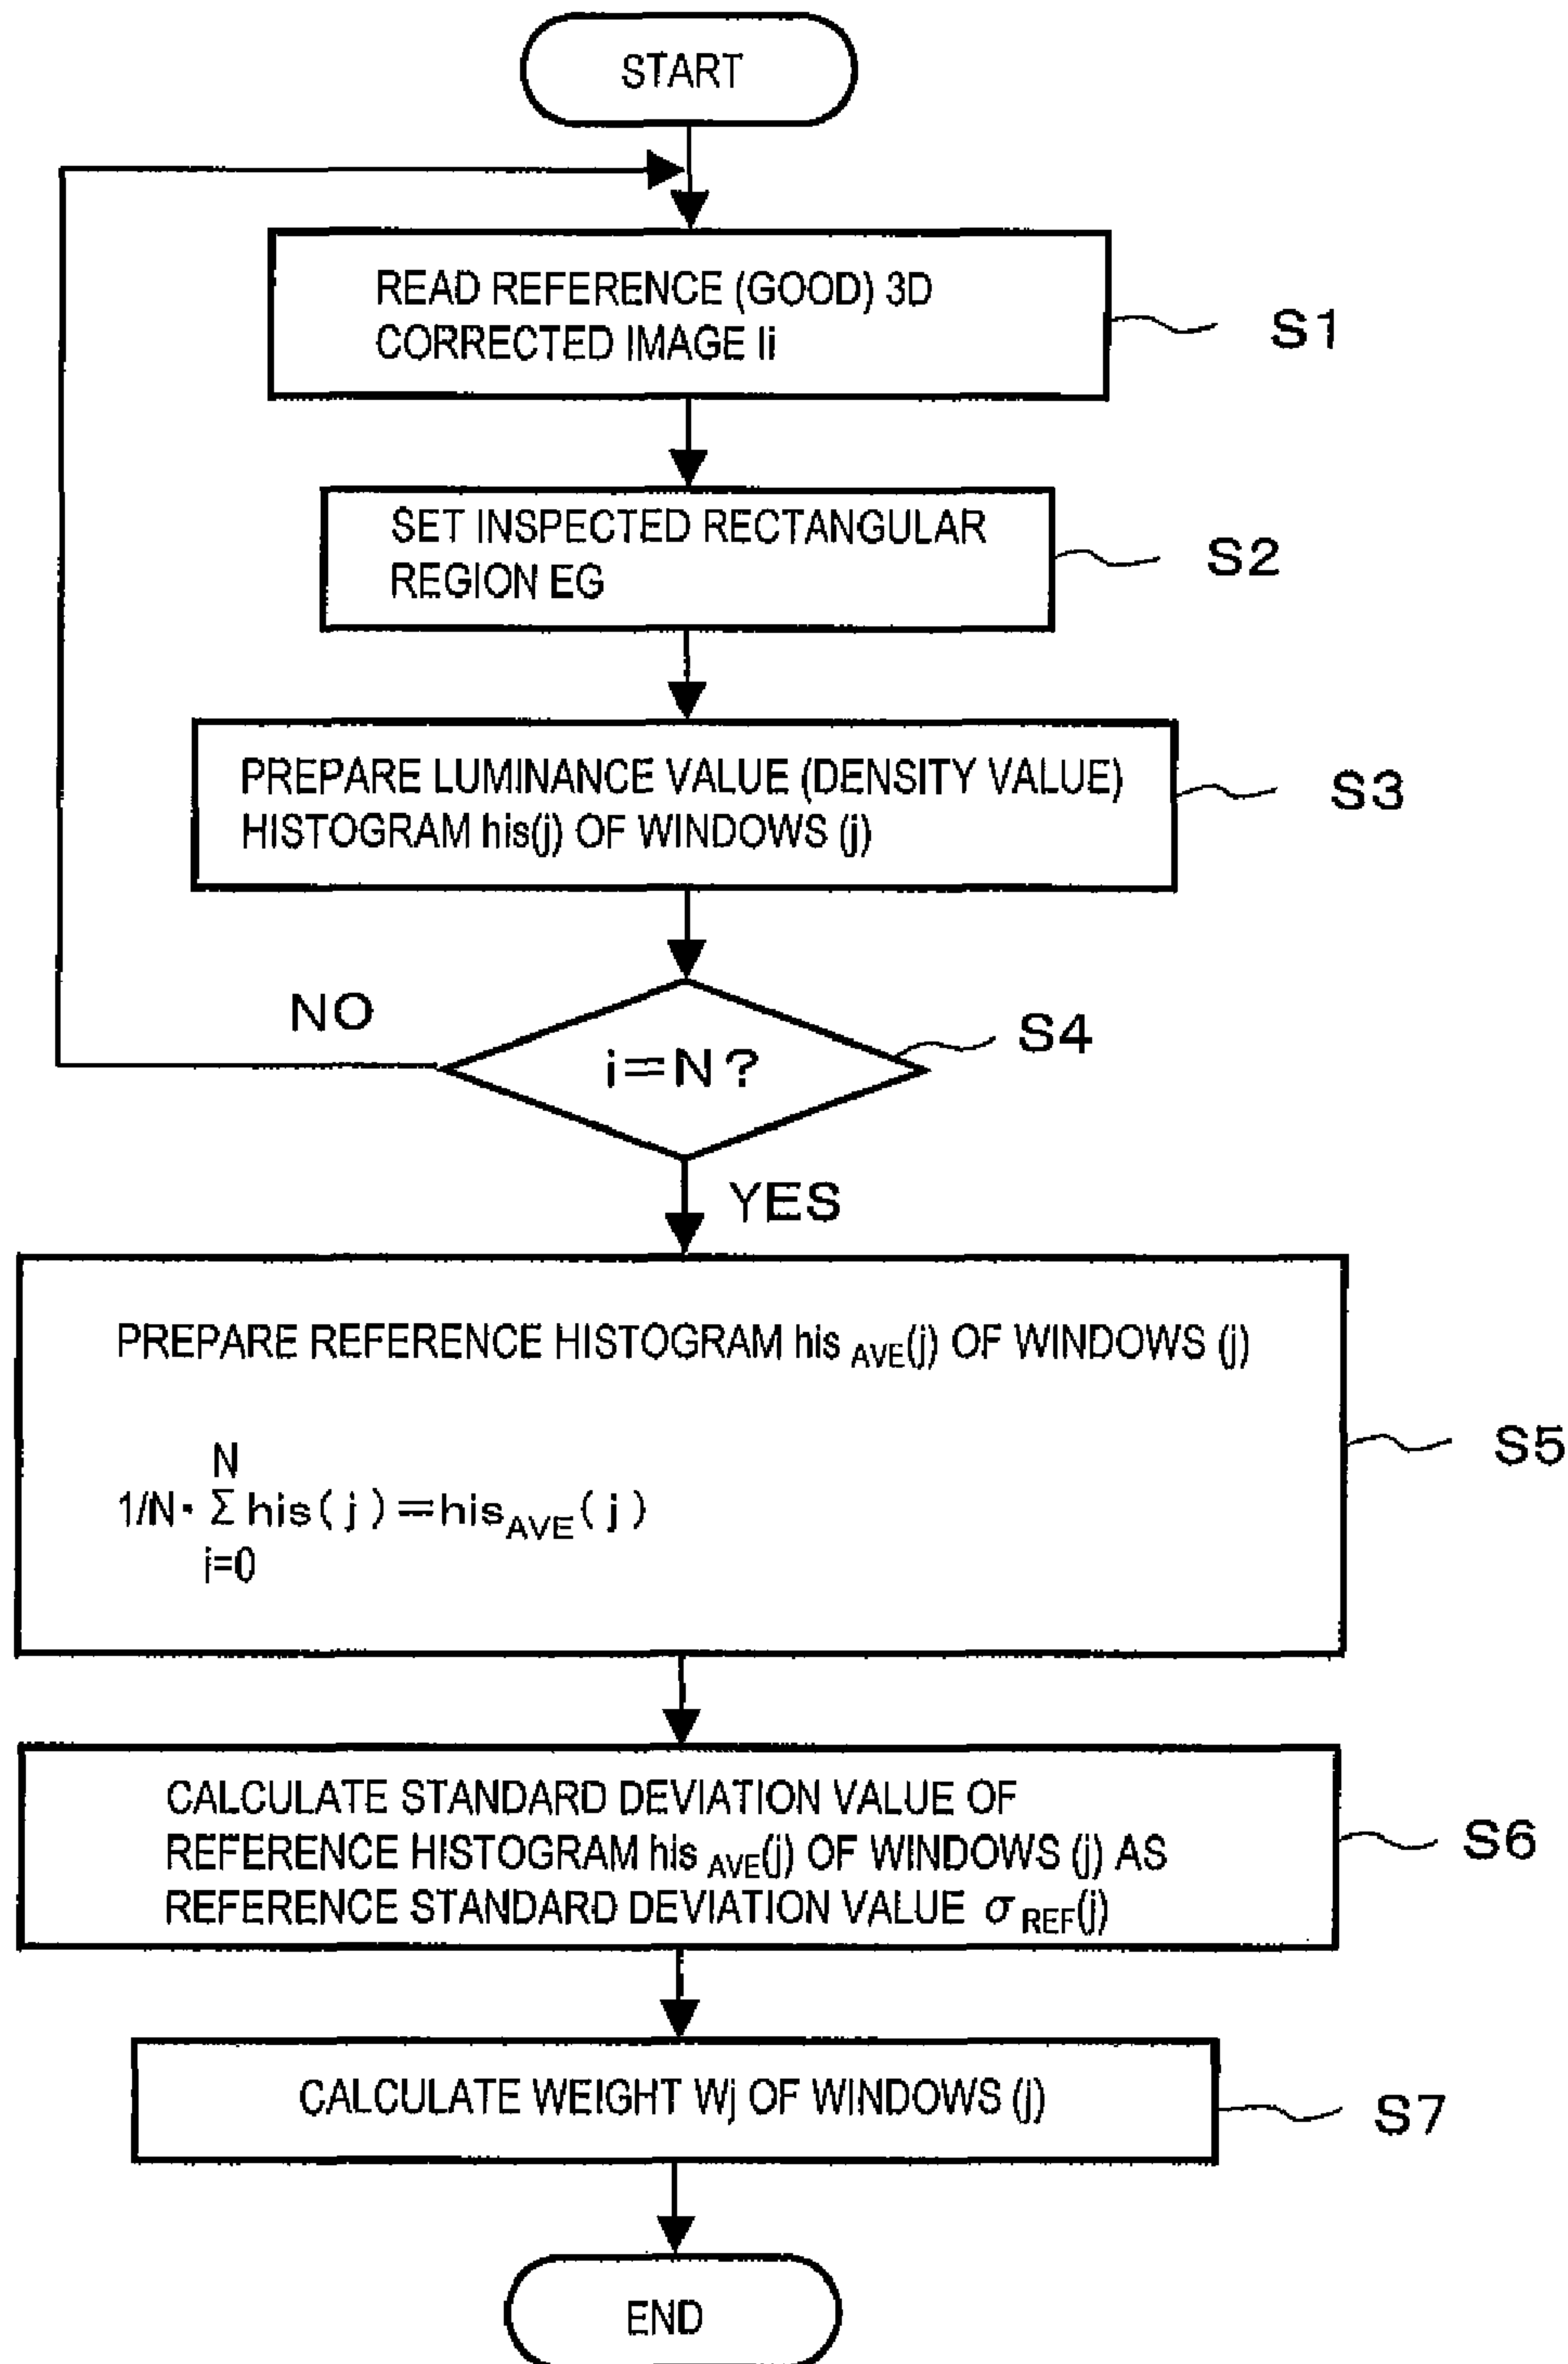 START
READ REFERENCE (GOOD) 3D
CORRECTED IMAGE Ii
S1
SET INSPECTED RECTANGULAR
REGION EG
S2
PREPARE LUMINANCE VALUE (DENSITY VALUE)
HISTOGRAM his(j) OF WINDOWS (j)
S3
NO
i=N?
S4
YES
PREPARE REFERENCE HISTOGRAM his AVE(j) OF WINDOWS (j)
N
1/N· Σ his(j)=hisAVE(j)
i=0
S5
CALCULATE STANDARD DEVIATION VALUE OF
REFERENCE HISTOGRAM his AVE(j) OF WINDOWS (j) AS
REFERENCE STANDARD DEVIATION VALUE σ REF(j)
S6
CALCULATE WEIGHT Wj OF WINDOWS (j)
S7
END